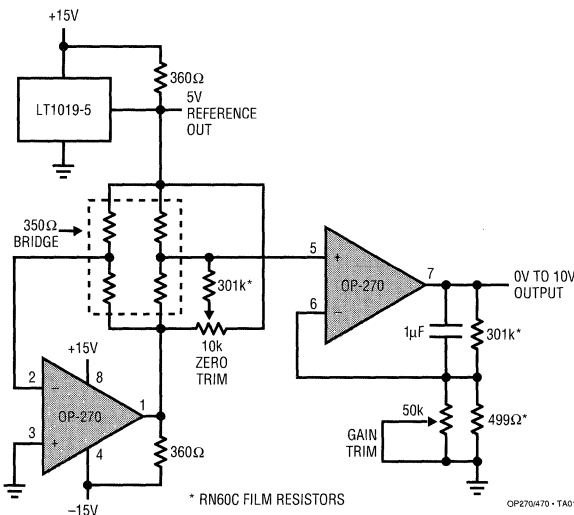 +15V
360Ω
LT1019-5
5V
REFERENCE
OUT
350Ω
BRIDGE
5
+
OP-270
7
0V TO 10V
OUTPUT
6
–
301k*
1µF
301k*
10k
ZERO
TRIM
+15V
2
–
8
OP-270
1
3
+
4
360Ω
50k
499Ω*
GAIN
TRIM
–15V
* RN60C FILM RESISTORS
OP270/470 • TA01